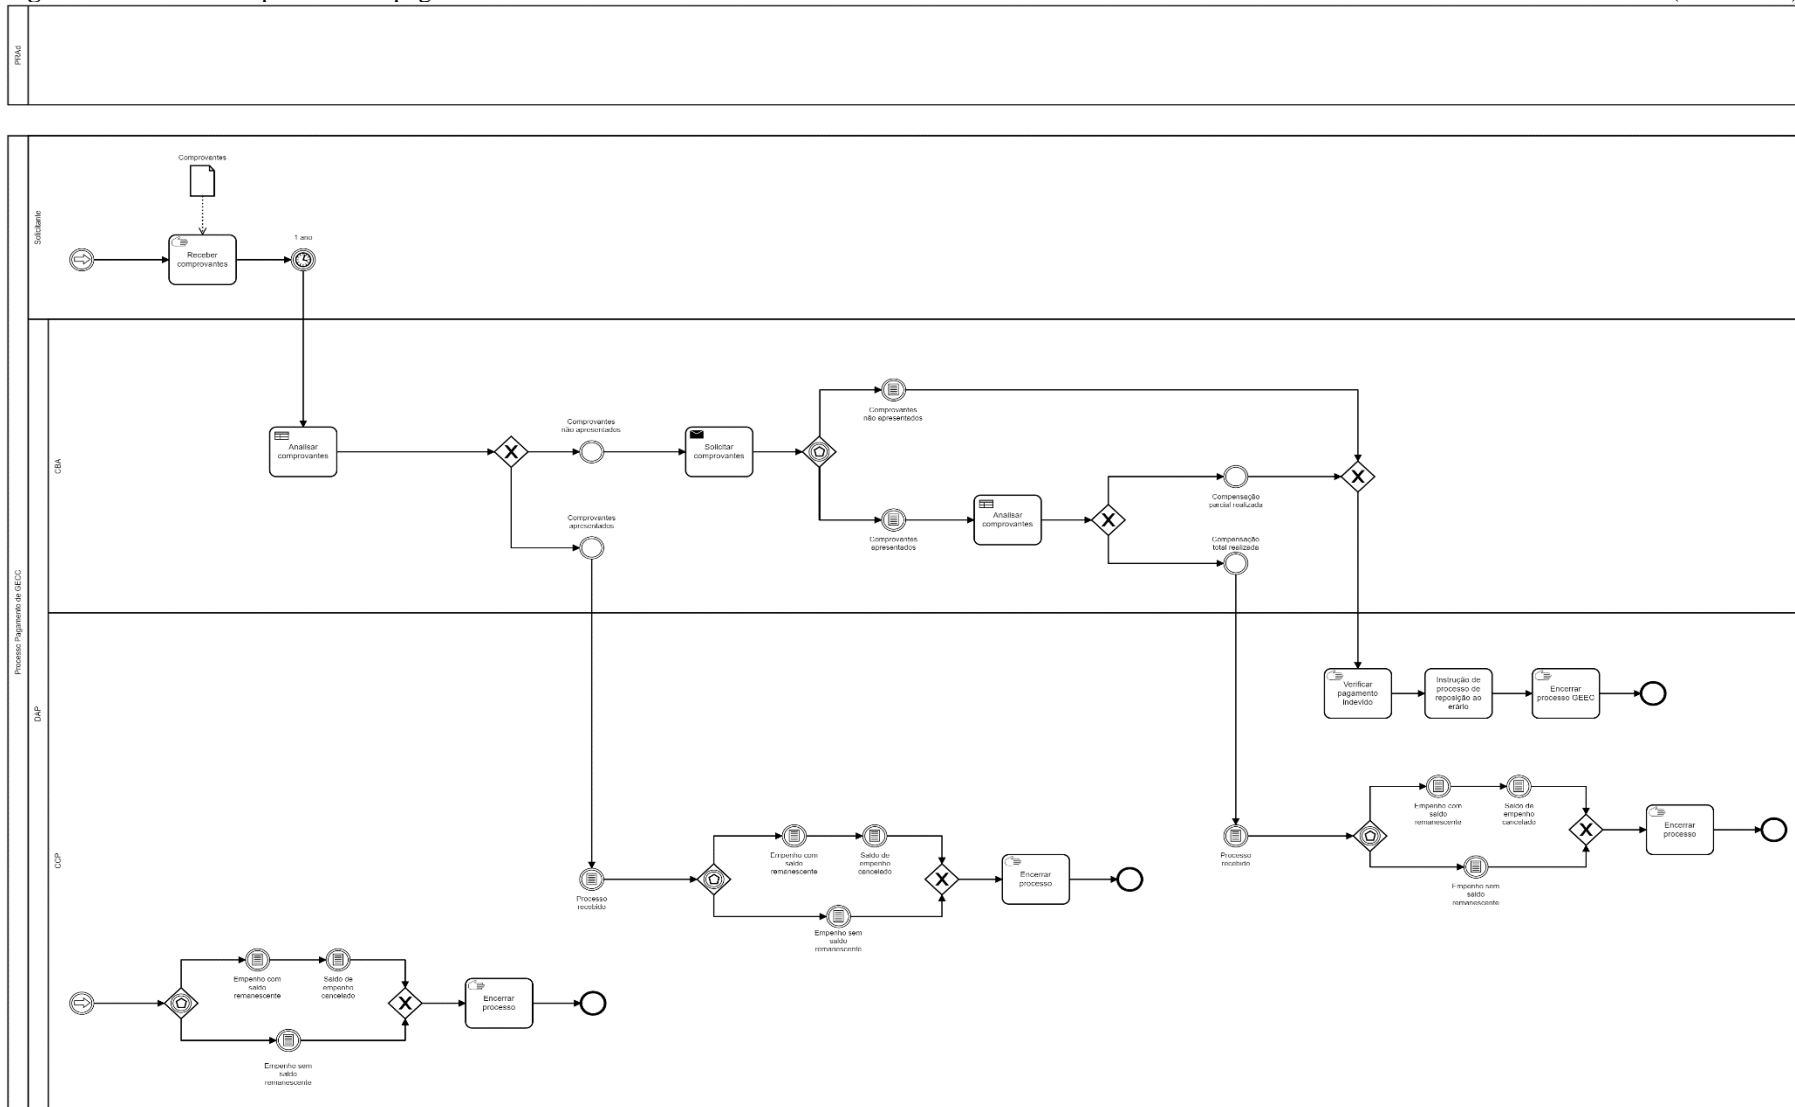 PRAd
Processo Pagamento de GECC
Solicitante
Comprovantes
Receber
comprovantes
1 ano
DAP
CBA
Analisar
comprovantes
Comprovantes
não apresentados
Comprovantes
apresentados
Solicitar
comprovantes
Comprovantes
não apresentados
Comprovantes
apresentados
Analisar
comprovantes
Compensação
parcial realizada
Compensação
total realizada
CCP
Verificar
pagamento
indevido
Instrução de
processo de
reposição ao
erário
Encerrar
processo GEEC
Processo
recebido
Empenho com
saldo
remanescente
Saldo de
empenho
cancelado
Empenho sem
saldo
remanescente
Encerrar
processo
Processo
recebido
Empenho com
saldo
remanescente
Saldo de
empenho
cancelado
Empenho sem
saldo
remanescente
Encerrar
processo
Empenho com
saldo
remanescente
Saldo de
empenho
cancelado
Empenho sem
saldo
remanescente
Encerrar
processo